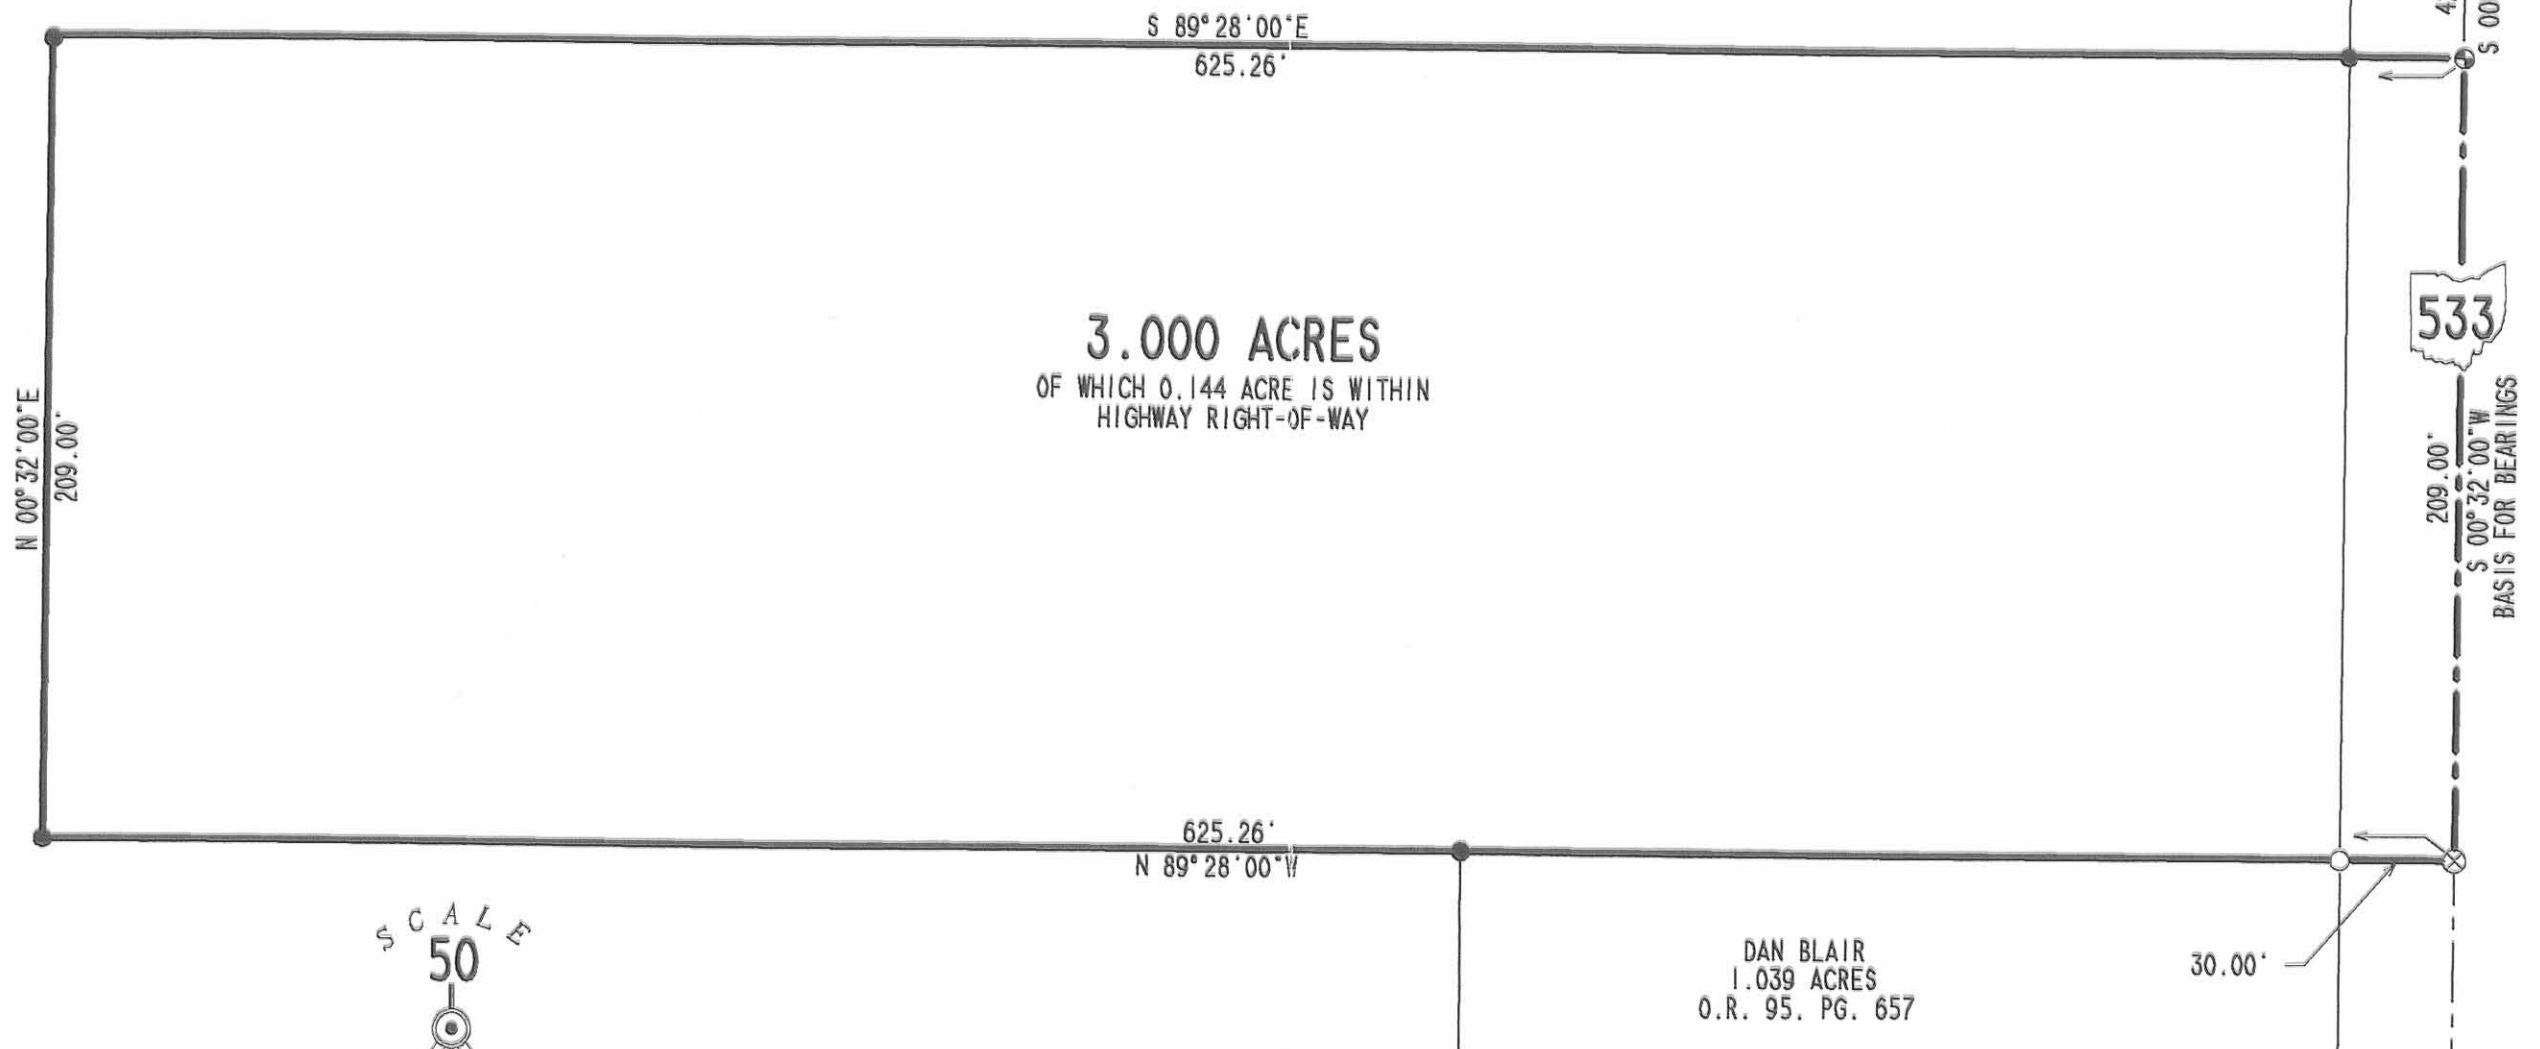 S 89°28'00"E
625.26'
S 00
3.000 ACRES
OF WHICH 0.144 ACRE IS WITHIN
HIGHWAY RIGHT-OF-WAY
533
N 00°32'00"E
209.00'
209.00'
S 00°32'00"W
BASIS FOR BEARINGS
625.26'
N 89°28'00"W
SCALE
50
DAN BLAIR
1.039 ACRES
O.R. 95. PG. 657
30.00'